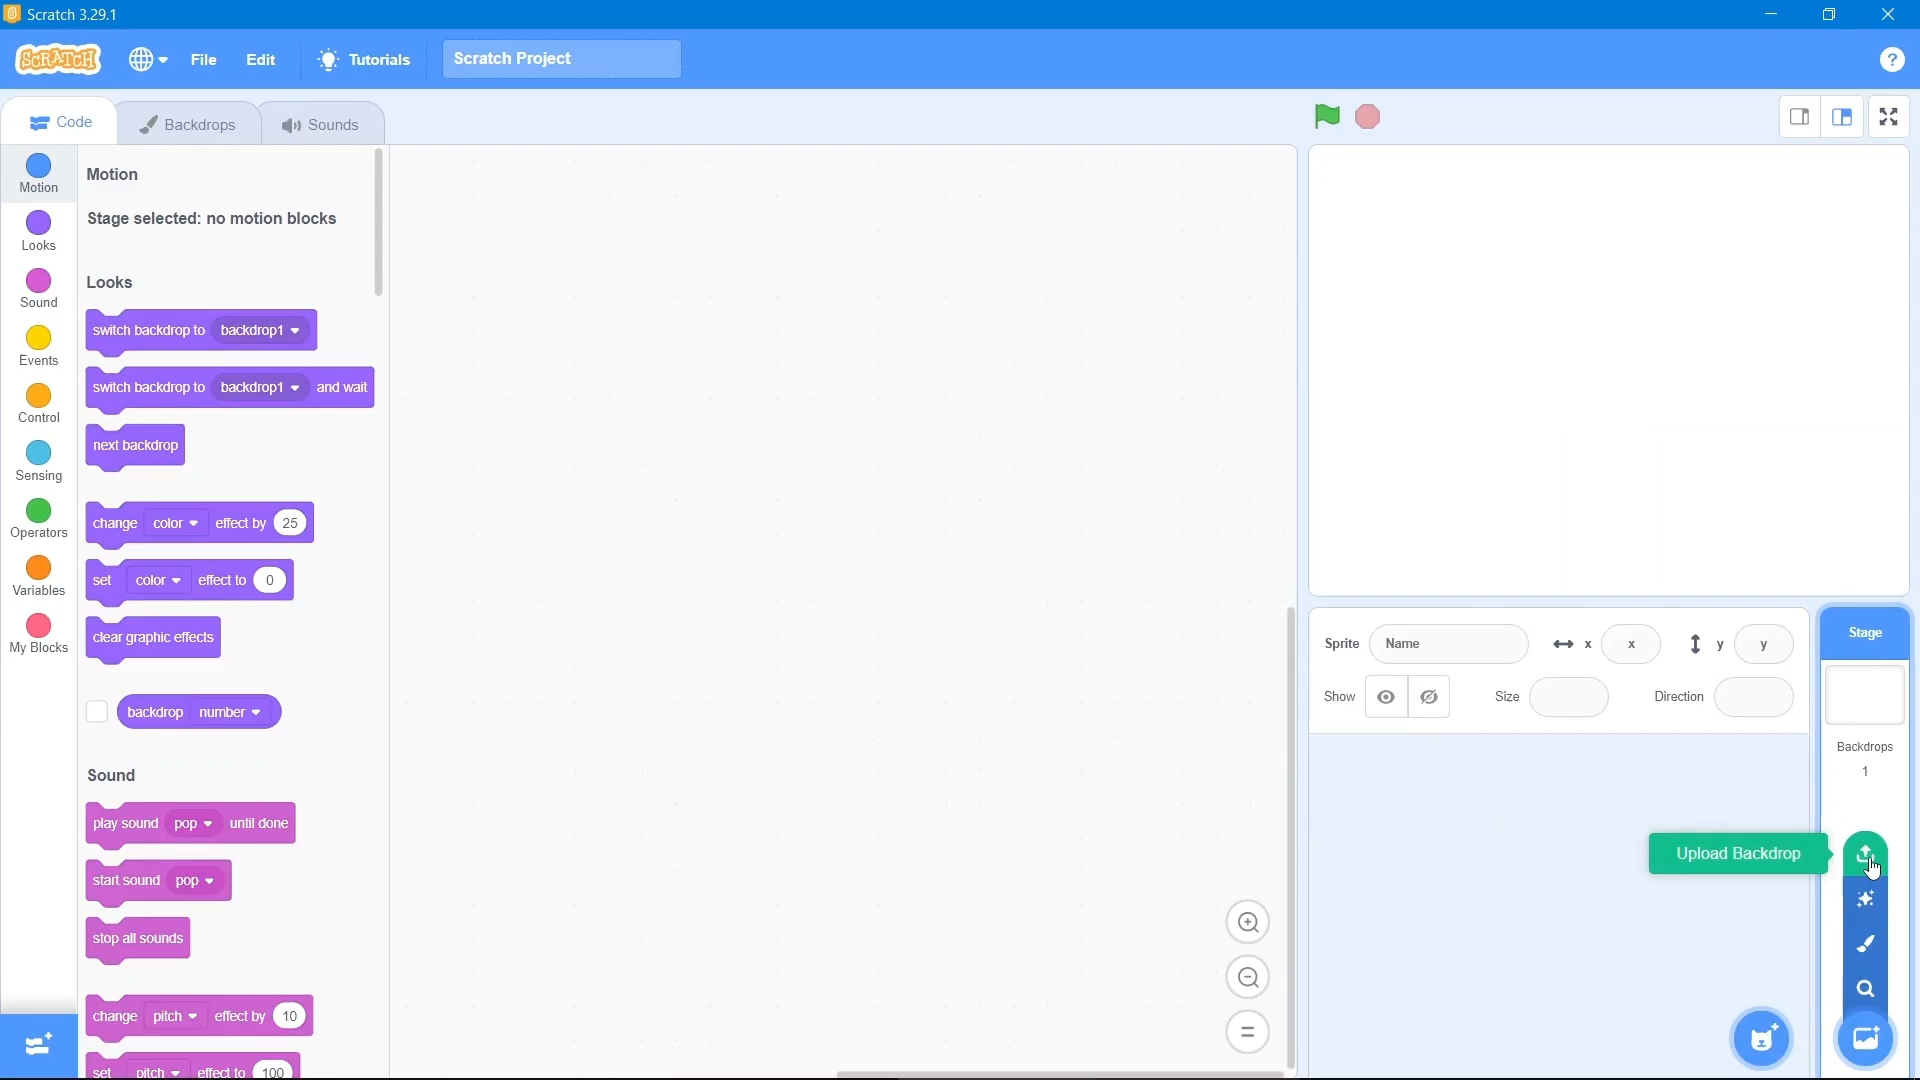 Scratch 3.29.1
SCRATCH
File
Edit
Tutorials
Scratch Project
?
Code
Backdrops
Sounds
Motion
Looks
Sound
Events
Control
Sensing
Operators
Variables
My Blocks
Motion
Stage selected: no motion blocks
Looks
switch backdrop to backdrop1
switch backdrop to backdrop1 and wait
next backdrop
change color effect by 25
set color effect to 0
clear graphic effects
backdrop number
Sound
play sound pop until done
start sound pop
stop all sounds
change pitch effect by 10
set pitch effect to 100
Sprite Name x x y y
Show Size Direction
Stage
Backdrops
1
Upload Backdrop